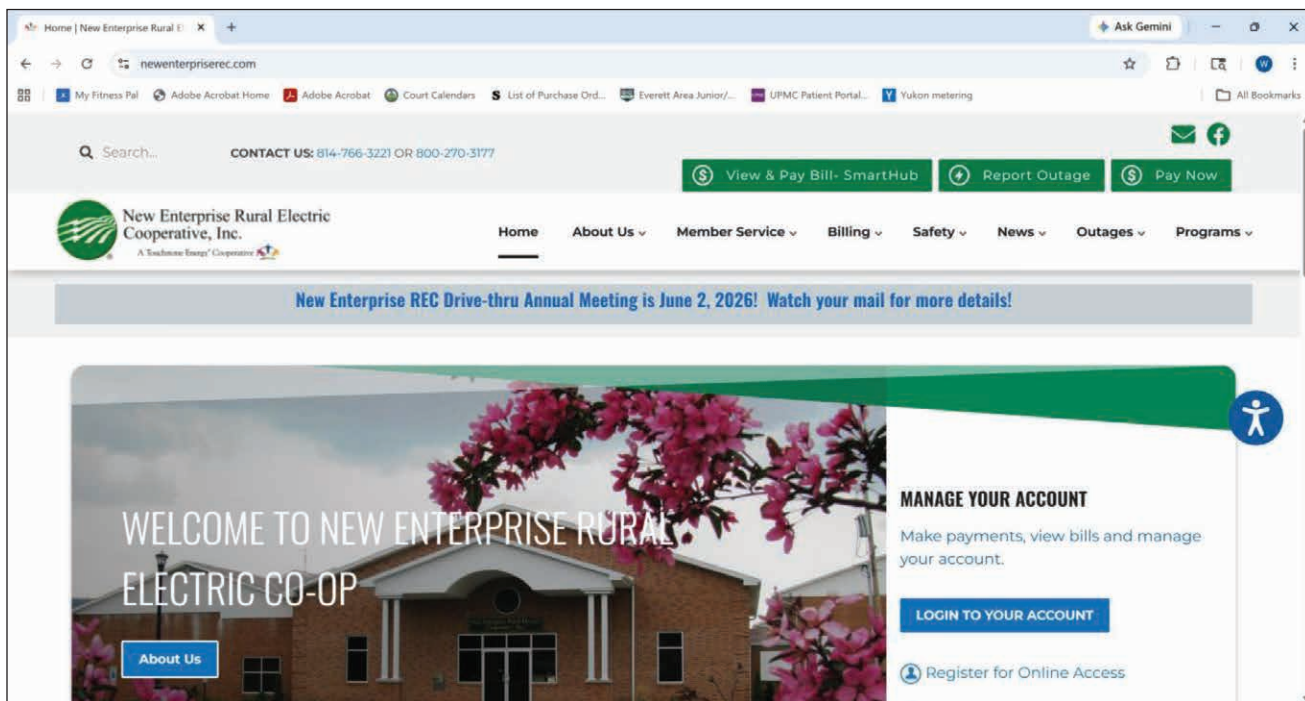 Home | New Enterprise Rural E
Ask Gemini
newenterpriserec.com
W
My Fitness Pal
Adobe Acrobat Home
Adobe Acrobat
Court Calendars
S List of Purchase Ord...
Everett Area Junior/...
UPMC Patient Portal...
Y Yukon metering
All Bookmarks
Search...
CONTACT US: 814-766-3221 OR 800-270-3177
View & Pay Bill- SmartHub
Report Outage
Pay Now
New Enterprise Rural Electric
Cooperative, Inc.
A Touchstone Energy® Cooperative
Home
About Us
Member Service
Billing
Safety
News
Outages
Programs
New Enterprise REC Drive-thru Annual Meeting is June 2, 2026! Watch your mail for more details!
WELCOME TO NEW ENTERPRISE RURAL
ELECTRIC CO-OP
About Us
MANAGE YOUR ACCOUNT
Make payments, view bills and manage
your account.
LOGIN TO YOUR ACCOUNT
Register for Online Access